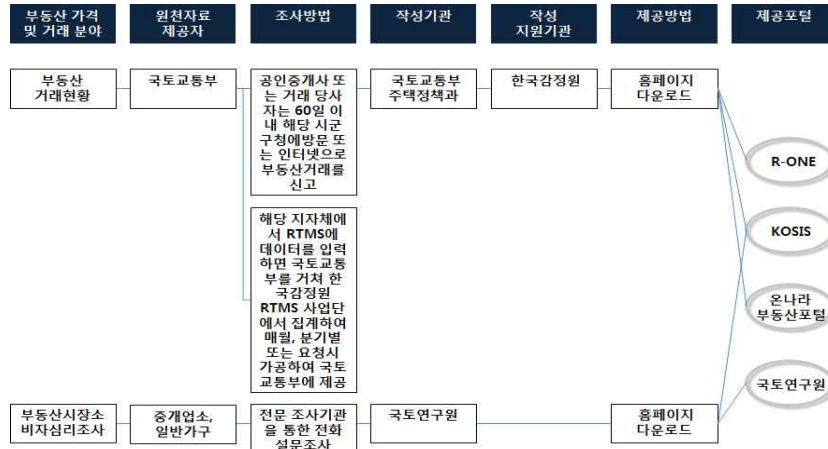 부동산 가격
및 거래 분야
원천자료
제공자
조사방법
작성기관
작성
지원기관
제공방법
제공포털
부동산
거래현황
국토교통부
공인중개사 또
는 거래 당사
자는 60일 이
내 해당 시군
구청에방문 또
는 인터넷으로
부동산거래를
신고
국토교통부
주택정책과
한국감정원
홈페이지
다운로드
R-ONE
KOSIS
온나라
부동산포털
국토연구원
해당 지자체에
서 RTMS에
데이터를 입력
하면 국토교통
부를 거쳐 한
국감정원
RTMS 사업단
에서 집계하여
매월, 분기별
또는 요청시
가공하여 국토
교통부에 제공
부동산시장소
비자심리조사
중개업소,
일반가구
전문 조사기관
을 통한 전화
설문조사
국토연구원
홈페이지
다운로드